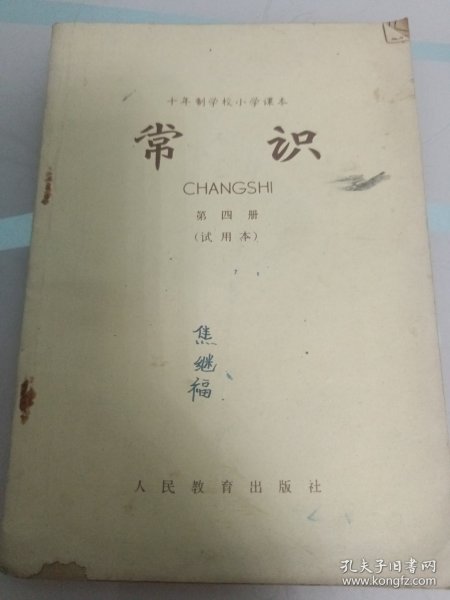 十年制学校小学课本
常 识
CHANGSHI
第四册
(试用本)
焦
继
福
人民教育出版社
孔夫子旧书网
www.kongfz.com